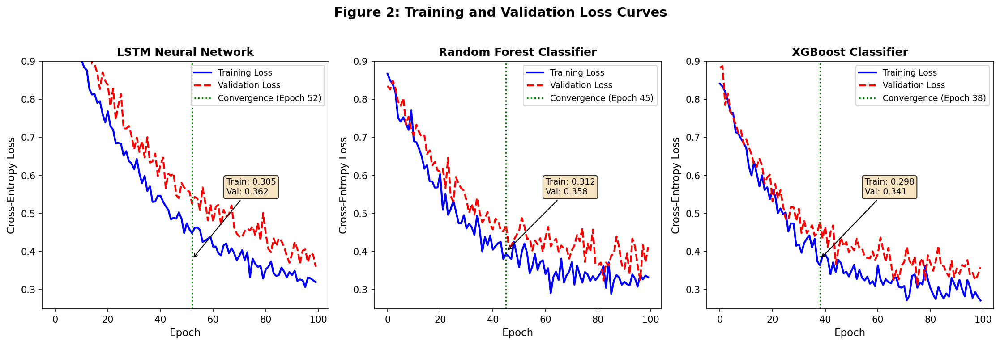 Figure 2: Training and Validation Loss Curves
LSTM Neural Network
Cross-Entropy Loss
0.9
0.8
0.7
0.6
0.5
0.4
0.3
Training Loss
Validation Loss
Convergence (Epoch 52)
Train: 0.305
Val: 0.362
0 20 40 60 80 100
Epoch
Random Forest Classifier
Cross-Entropy Loss
0.9
0.8
0.7
0.6
0.5
0.4
0.3
Training Loss
Validation Loss
Convergence (Epoch 45)
Train: 0.312
Val: 0.358
0 20 40 60 80 100
Epoch
XGBoost Classifier
Cross-Entropy Loss
0.9
0.8
0.7
0.6
0.5
0.4
0.3
Training Loss
Validation Loss
Convergence (Epoch 38)
Train: 0.298
Val: 0.341
0 20 40 60 80 100
Epoch